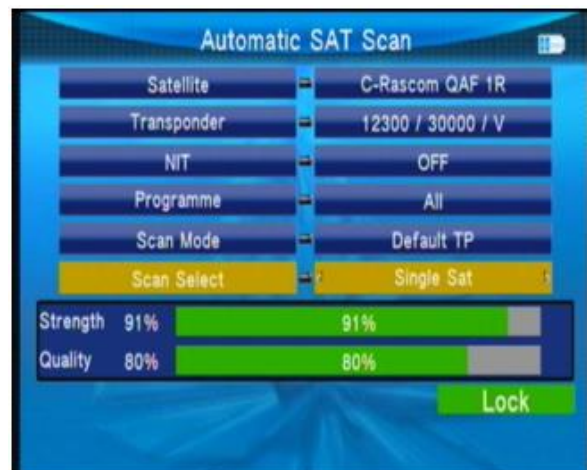 Automatic SAT Scan
Satellite C-Rascom QAF 1R
Transponder 12300 / 30000 / V
NIT OFF
Programme All
Scan Mode Default TP
Scan Select Single Sat
Strength 91% 91%
Quality 80% 80%
Lock